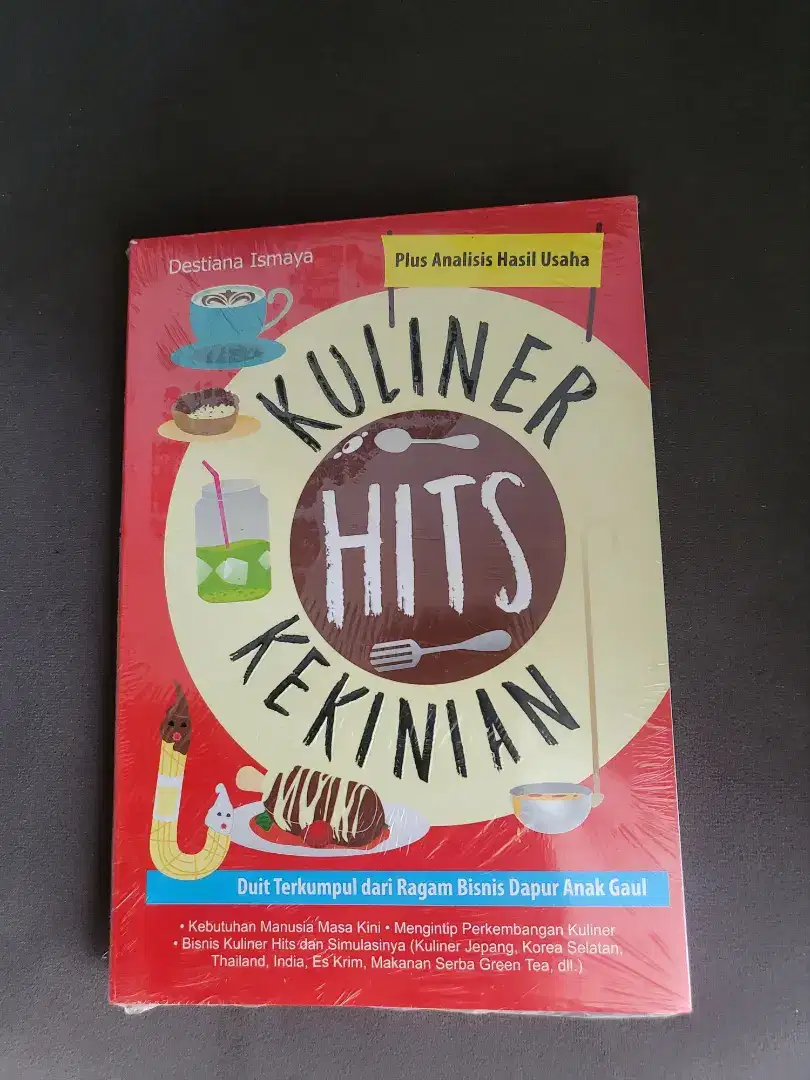 Destiana Ismaya
Plus Analisis Hasil Usaha
KULINER
HITS
KEKINIAN
Duit Terkumpul dari Ragam Bisnis Dapur Anak Gaul
• Kebutuhan Manusia Masa Kini • Mengintip Perkembangan Kuliner
• Bisnis Kuliner Hits dan Simulasinya (Kuliner Jepang, Korea Selatan,
Thailand, India, Es Krim, Makanan Serba Green Tea, dll.)